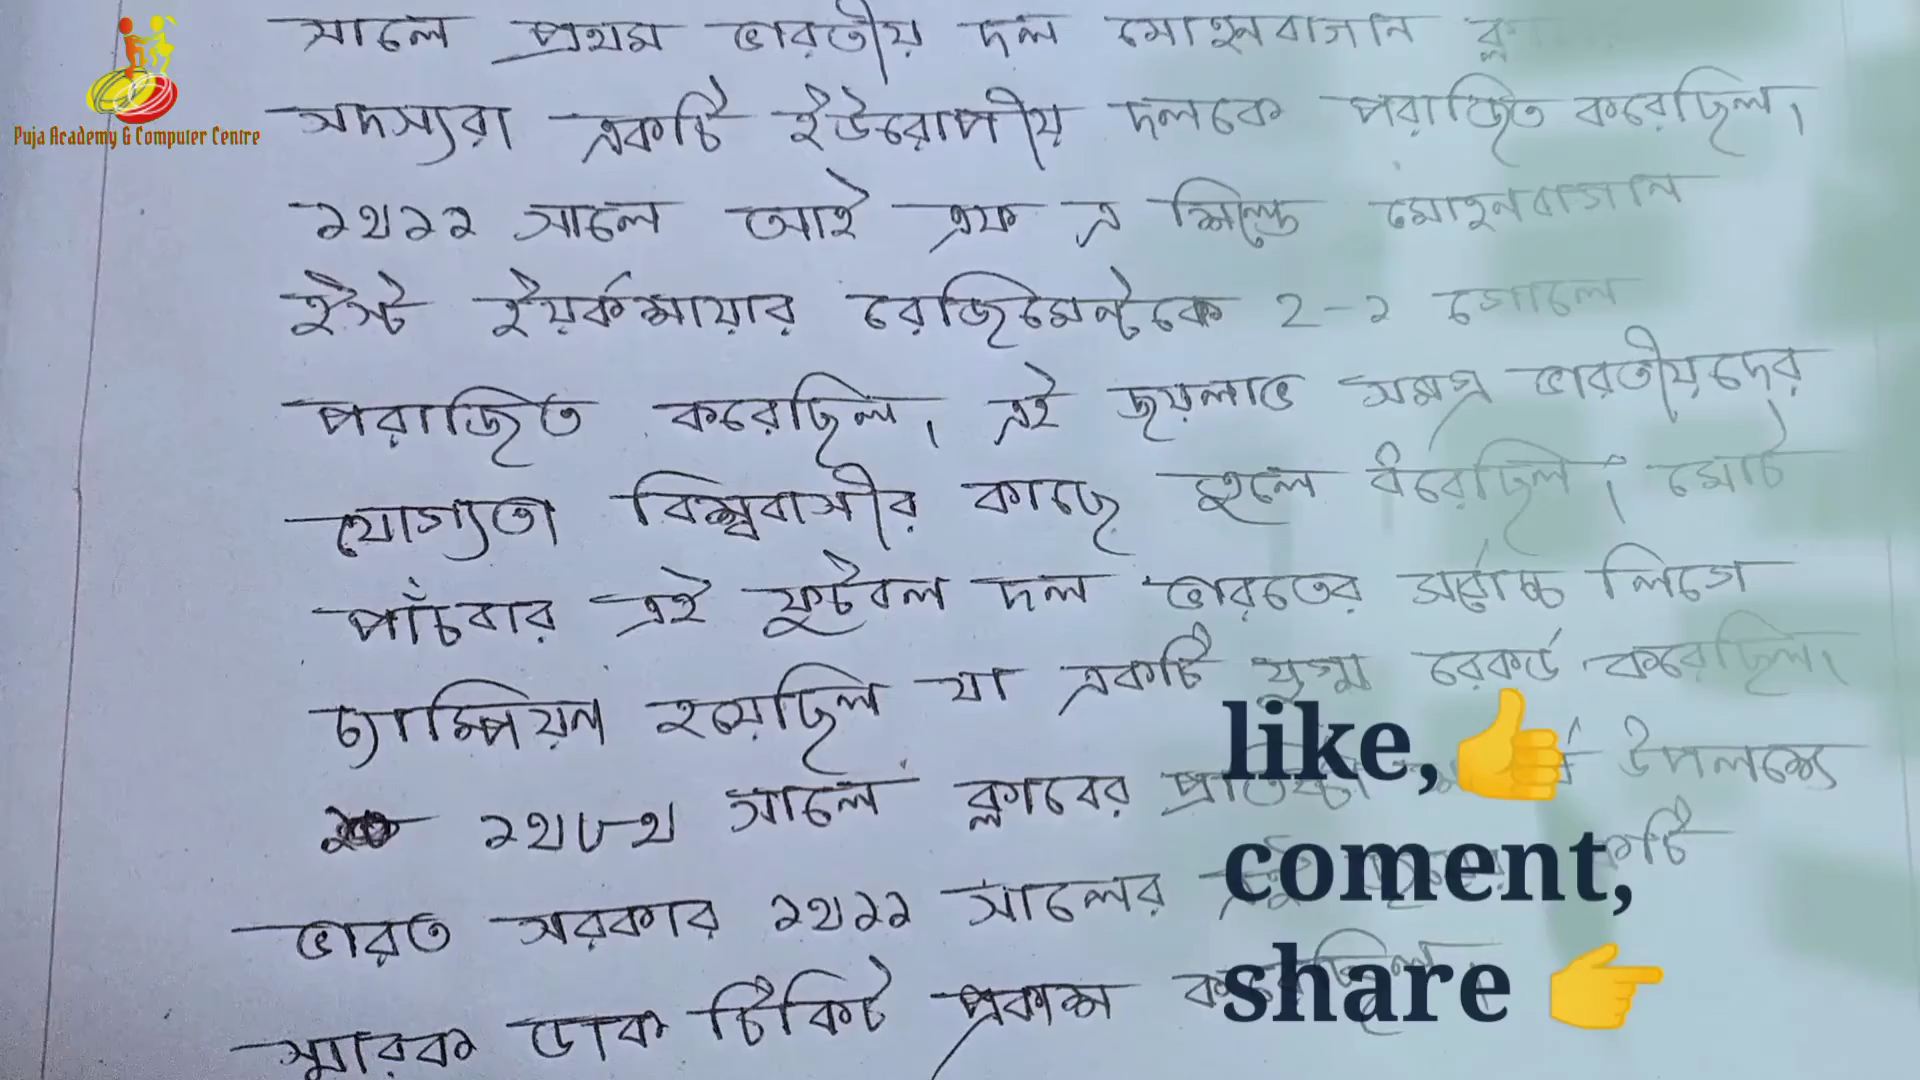 Puja Academy & Computer Centre
সালে প্রথম ভারতীয় দল মোহনবাগান
সদস্যরা একটি ইউরোপীয় দলকে পরাজিত করেছিল।
১৯১১ সালে আই এফ এ শিল্ডে মোহনবাগান
ইস্ট ইয়র্কশায়ার রেজিমেন্টকে 2-১ গোলে
পরাজিত করেছিল। এই জয়লাভ সমগ্র ভারতীয়দের
যোগ্যতা বিশ্ববাসীর কাছে তুলে ধরেছিল। মোট
পাঁচবার এই ফুটবল দল ভারতের সর্বোচ্চ লিগে
চ্যাম্পিয়ন হয়েছিল যা একটি যুগ্ম রেকর্ড করেছিল।
১৯৮৯ সালে ক্লাবের প্রতিষ্ঠা উপলক্ষ্যে
ভারত সরকার ১৯১১ সালের
স্মারক ডাক টিকিট প্রকাশ করেছিল
like, 👍
coment,
share 👉